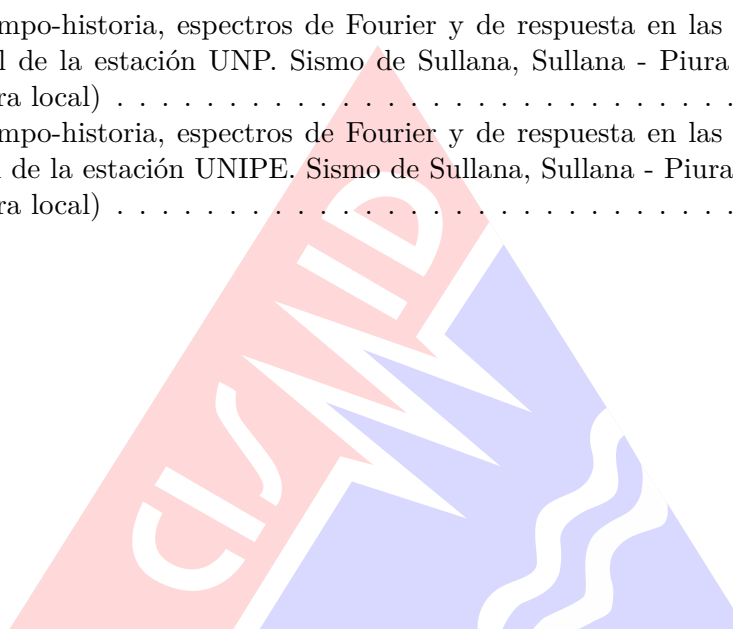 mpo-historia, espectros de Fourier y de respuesta en las
l de la estación UNP. Sismo de Sullana, Sullana - Piura
ra local) . . . . . . . . . . . . . . . . . . . . . . . . . . . .
mpo-historia, espectros de Fourier y de respuesta en las
de la estación UNIPE. Sismo de Sullana, Sullana - Piura
ra local) . . . . . . . . . . . . . . . . . . . . . . . . . . . .
CISMID